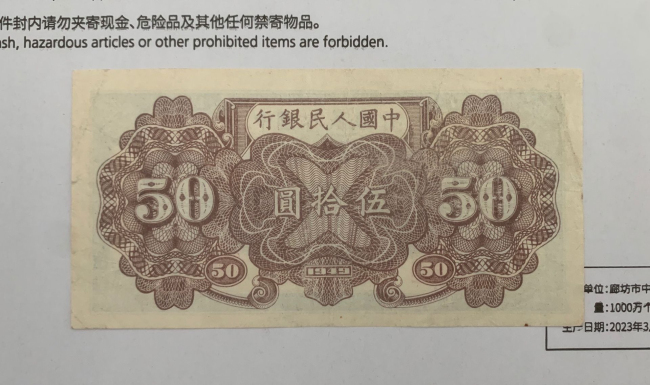 件封内请勿夹寄现金、危险品及其他任何禁寄物品。
ash, hazardous articles or other prohibited items are forbidden.
中國人民銀行
50
伍拾圓
50
50
1949
50
单位：廊坊市中
量：1000万个
生产日期：2023年3